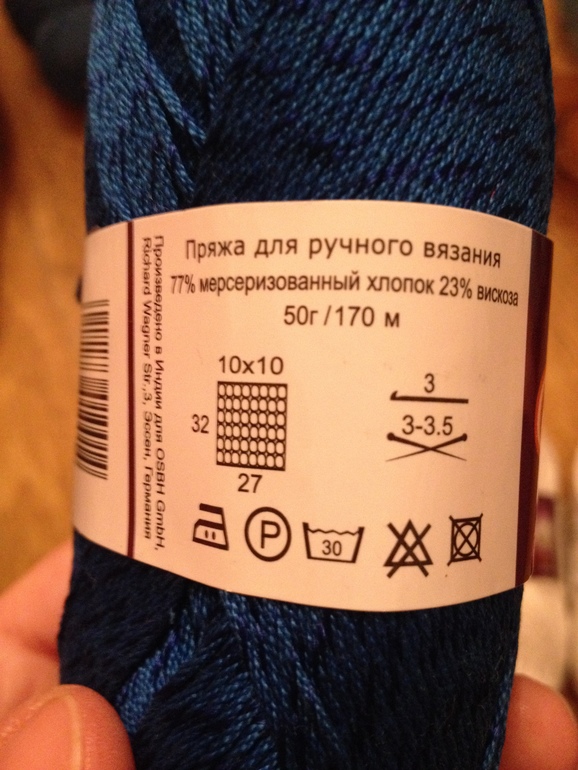 Пряжа для ручного вязания
77% мерсеризованный хлопок 23% вискоза
50г/170 м
10x10
32
27
3
3-3.5
P
30
Произведено в Индии для OSBH GmbH,
Richard Wagner Str.,3, Эссен, Германия